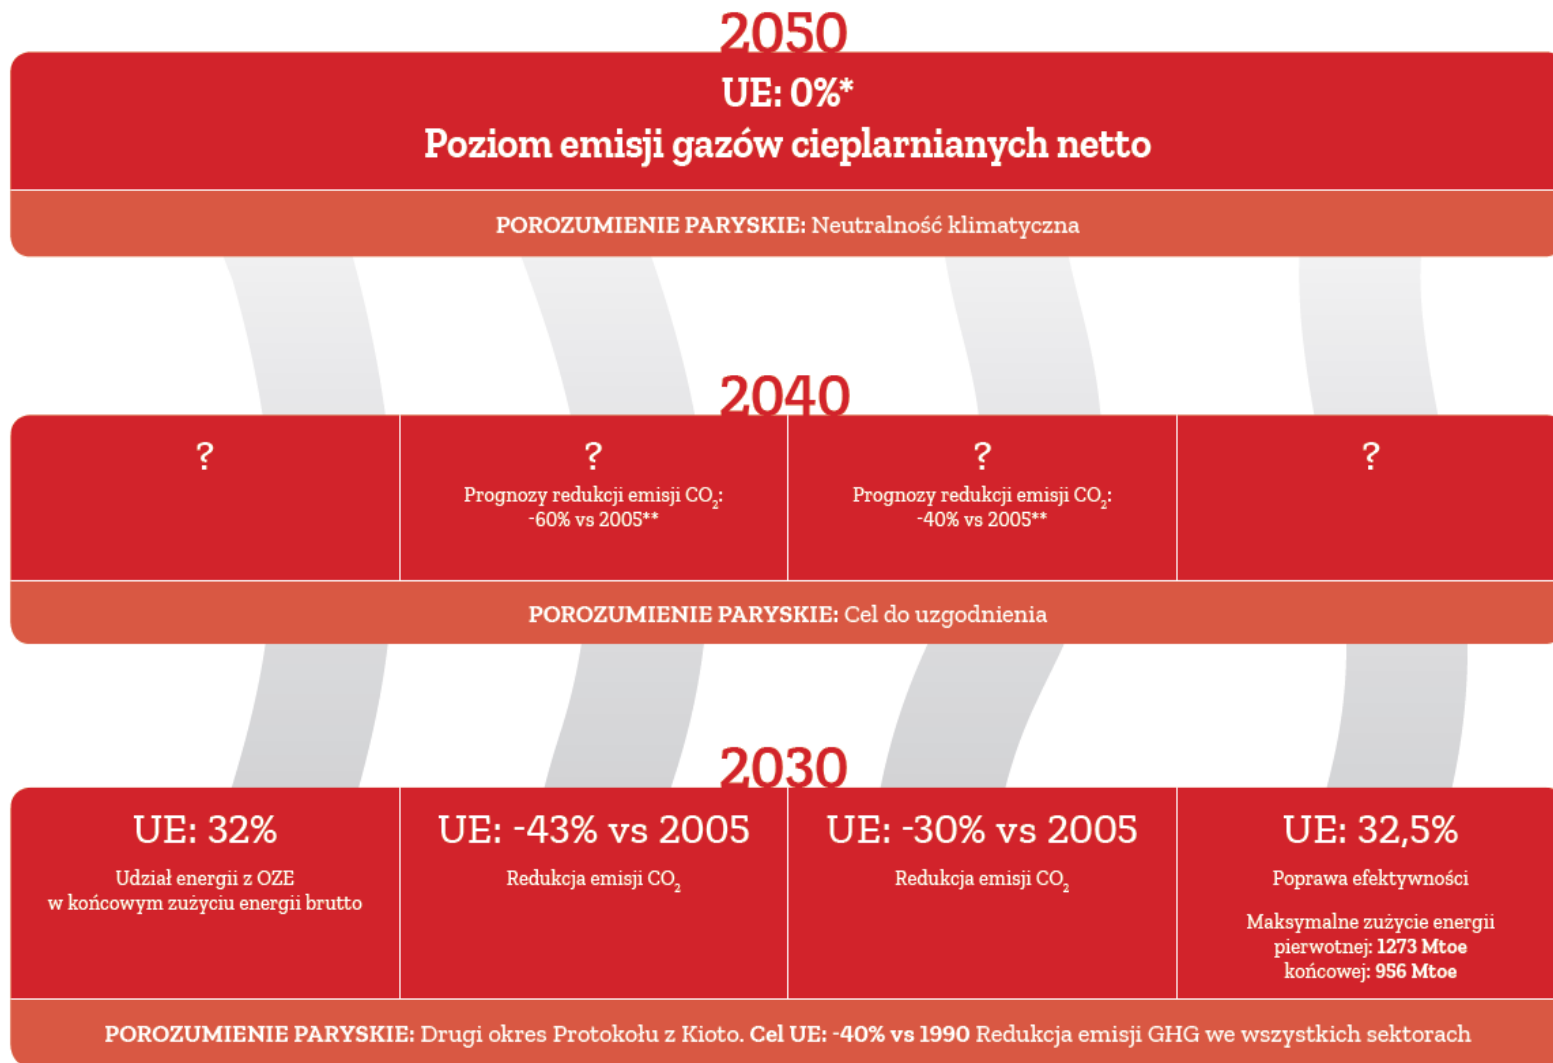 2050
UE: 0%*
Poziom emisji gazów cieplarnianych netto
POROZUMIENIE PARYSKIE: Neutralność klimatyczna
2040
?
?
Prognozy redukcji emisji CO₂:
-60% vs 2005**
?
Prognozy redukcji emisji CO₂:
-40% vs 2005**
?
POROZUMIENIE PARYSKIE: Cel do uzgodnienia
2030
UE: 32%
Udział energii z OZE
w końcowym zużyciu energii brutto
UE: -43% vs 2005
Redukcja emisji CO₂
UE: -30% vs 2005
Redukcja emisji CO₂
UE: 32,5%
Poprawa efektywności
Maksymalne zużycie energii
pierwotnej: 1273 Mtoe
końcowej: 956 Mtoe
POROZUMIENIE PARYSKIE: Drugi okres Protokołu z Kioto. Cel UE: -40% vs 1990 Redukcja emisji GHG we wszystkich sektorach